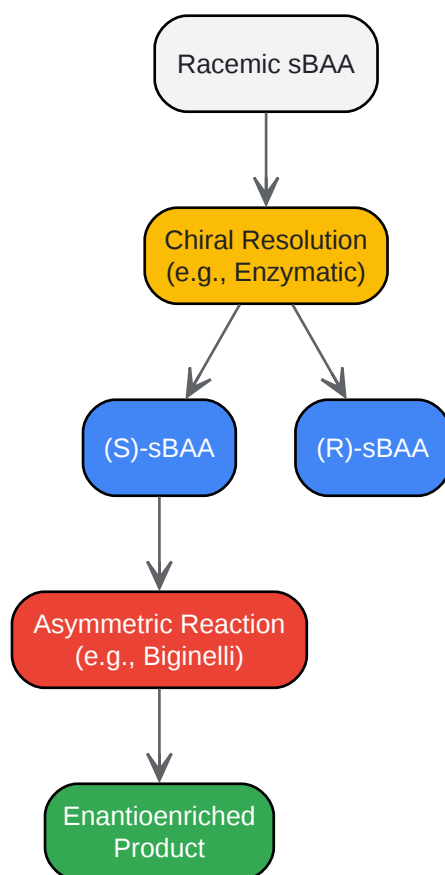 Racemic sBAA
Chiral Resolution
(e.g., Enzymatic)
(S)-sBAA
(R)-sBAA
Asymmetric Reaction
(e.g., Biginelli)
Enantioenriched
Product